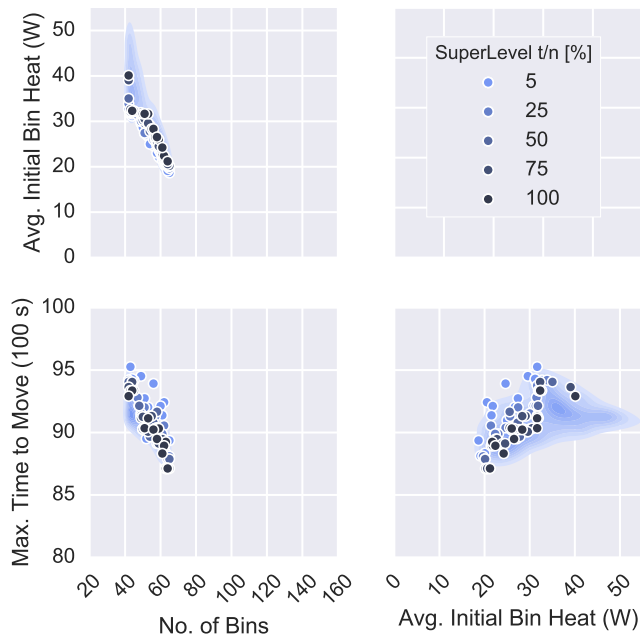 50
40
30
20
10
0
Avg. Initial Bin Heat (W)
SuperLevel t/n [%]
5
25
50
75
100
100
95
90
85
80
Max. Time to Move (100 s)
20 40 60 80 100 120 140 160
No. of Bins
0 10 20 30 40 50
Avg. Initial Bin Heat (W)